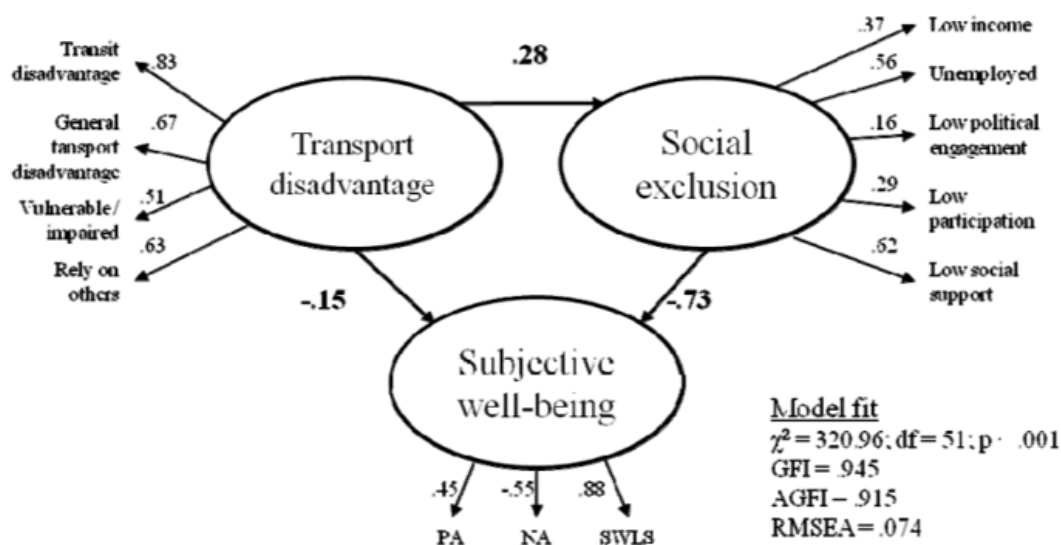 Transit
disadvantage
.83
General
tansport
disadvantage
.67
Vulnerable/
impaired
.51
Rely on
others
.63
Transport
disadvantage
.28
Social
exclusion
.37
Low income
.56
Unemployed
.16
Low political
engagement
.29
Low
participation
.62
Low social
support
-.15
-.73
Subjective
well-being
.45
-.55
.88
PA
NA
SWLS
Model fit
χ² = 320.96; df = 51; p · .001
GFI = .945
AGFI – .915
RMSEA = .074